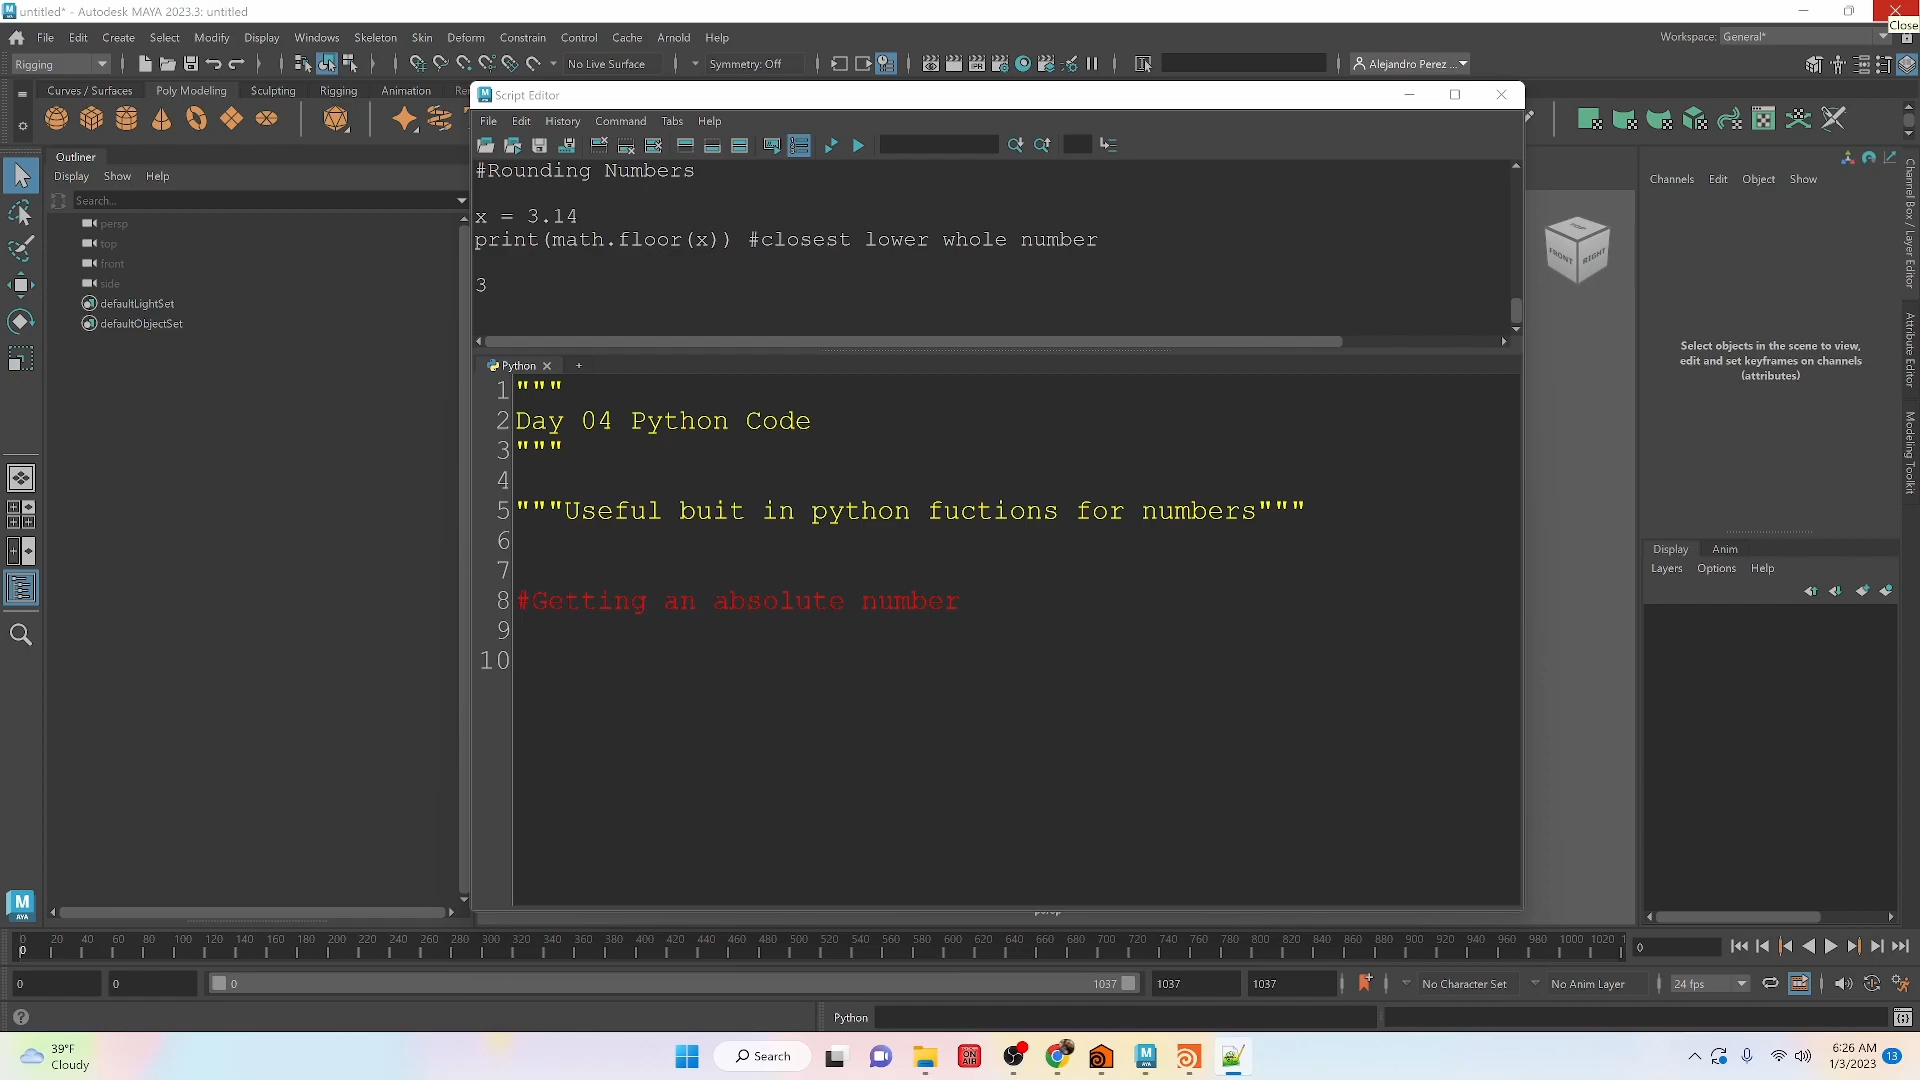 untitled* - Autodesk MAYA 2023.3: untitled
Close
File Edit Create Select Modify Display Windows Skeleton Skin Deform Constrain Control Cache Arnold Help
Workspace: General*
Rigging
No Live Surface
Symmetry: Off
Alejandro Perez ...
Curves / Surfaces Poly Modeling Sculpting Rigging Animation
Script Editor
File Edit History Command Tabs Help
#Rounding Numbers
x = 3.14
print(math.floor(x)) #closest lower whole number
3
Python
1 """
2 Day 04 Python Code
3 """
4
5 """Useful buit in python fuctions for numbers"""
6
7
8 #Getting an absolute number
9
10
Outliner
Display Show Help
Search...
persp
top
front
side
defaultLightSet
defaultObjectSet
TOP
FRONT
RIGHT
Channels Edit Object Show
Select objects in the scene to view,
edit and set keyframes on channels
(attributes)
Channel Box / Layer Editor
Attribute Editor
Modeling Toolkit
Display Anim
Layers Options Help
persp
M
AYA
0 20 40 60 80 100 120 140 160 180 200 220 240 260 280 300 320 340 360 380 400 420 440 460 480 500 520 540 560 580 600 620 640 660 680 700 720 740 760 780 800 820 840 860 880 900 920 940 960 980 1000 1020 1
0
0
0 0 0 1037 1037 1037
No Character Set
No Anim Layer
24 fps
Python
39°F
Cloudy
Search
ON AIR
6:26 AM
1/3/2023
13